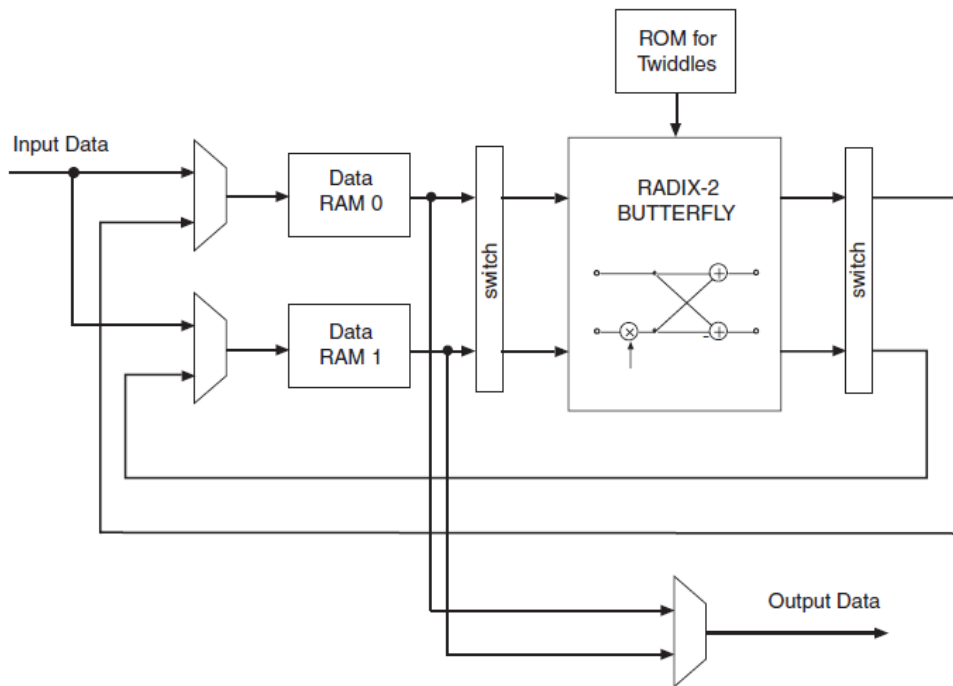 ROM for
Twiddles
Input Data
Data
RAM 0
switch
RADIX-2
BUTTERFLY
switch
Data
RAM 1
Output Data